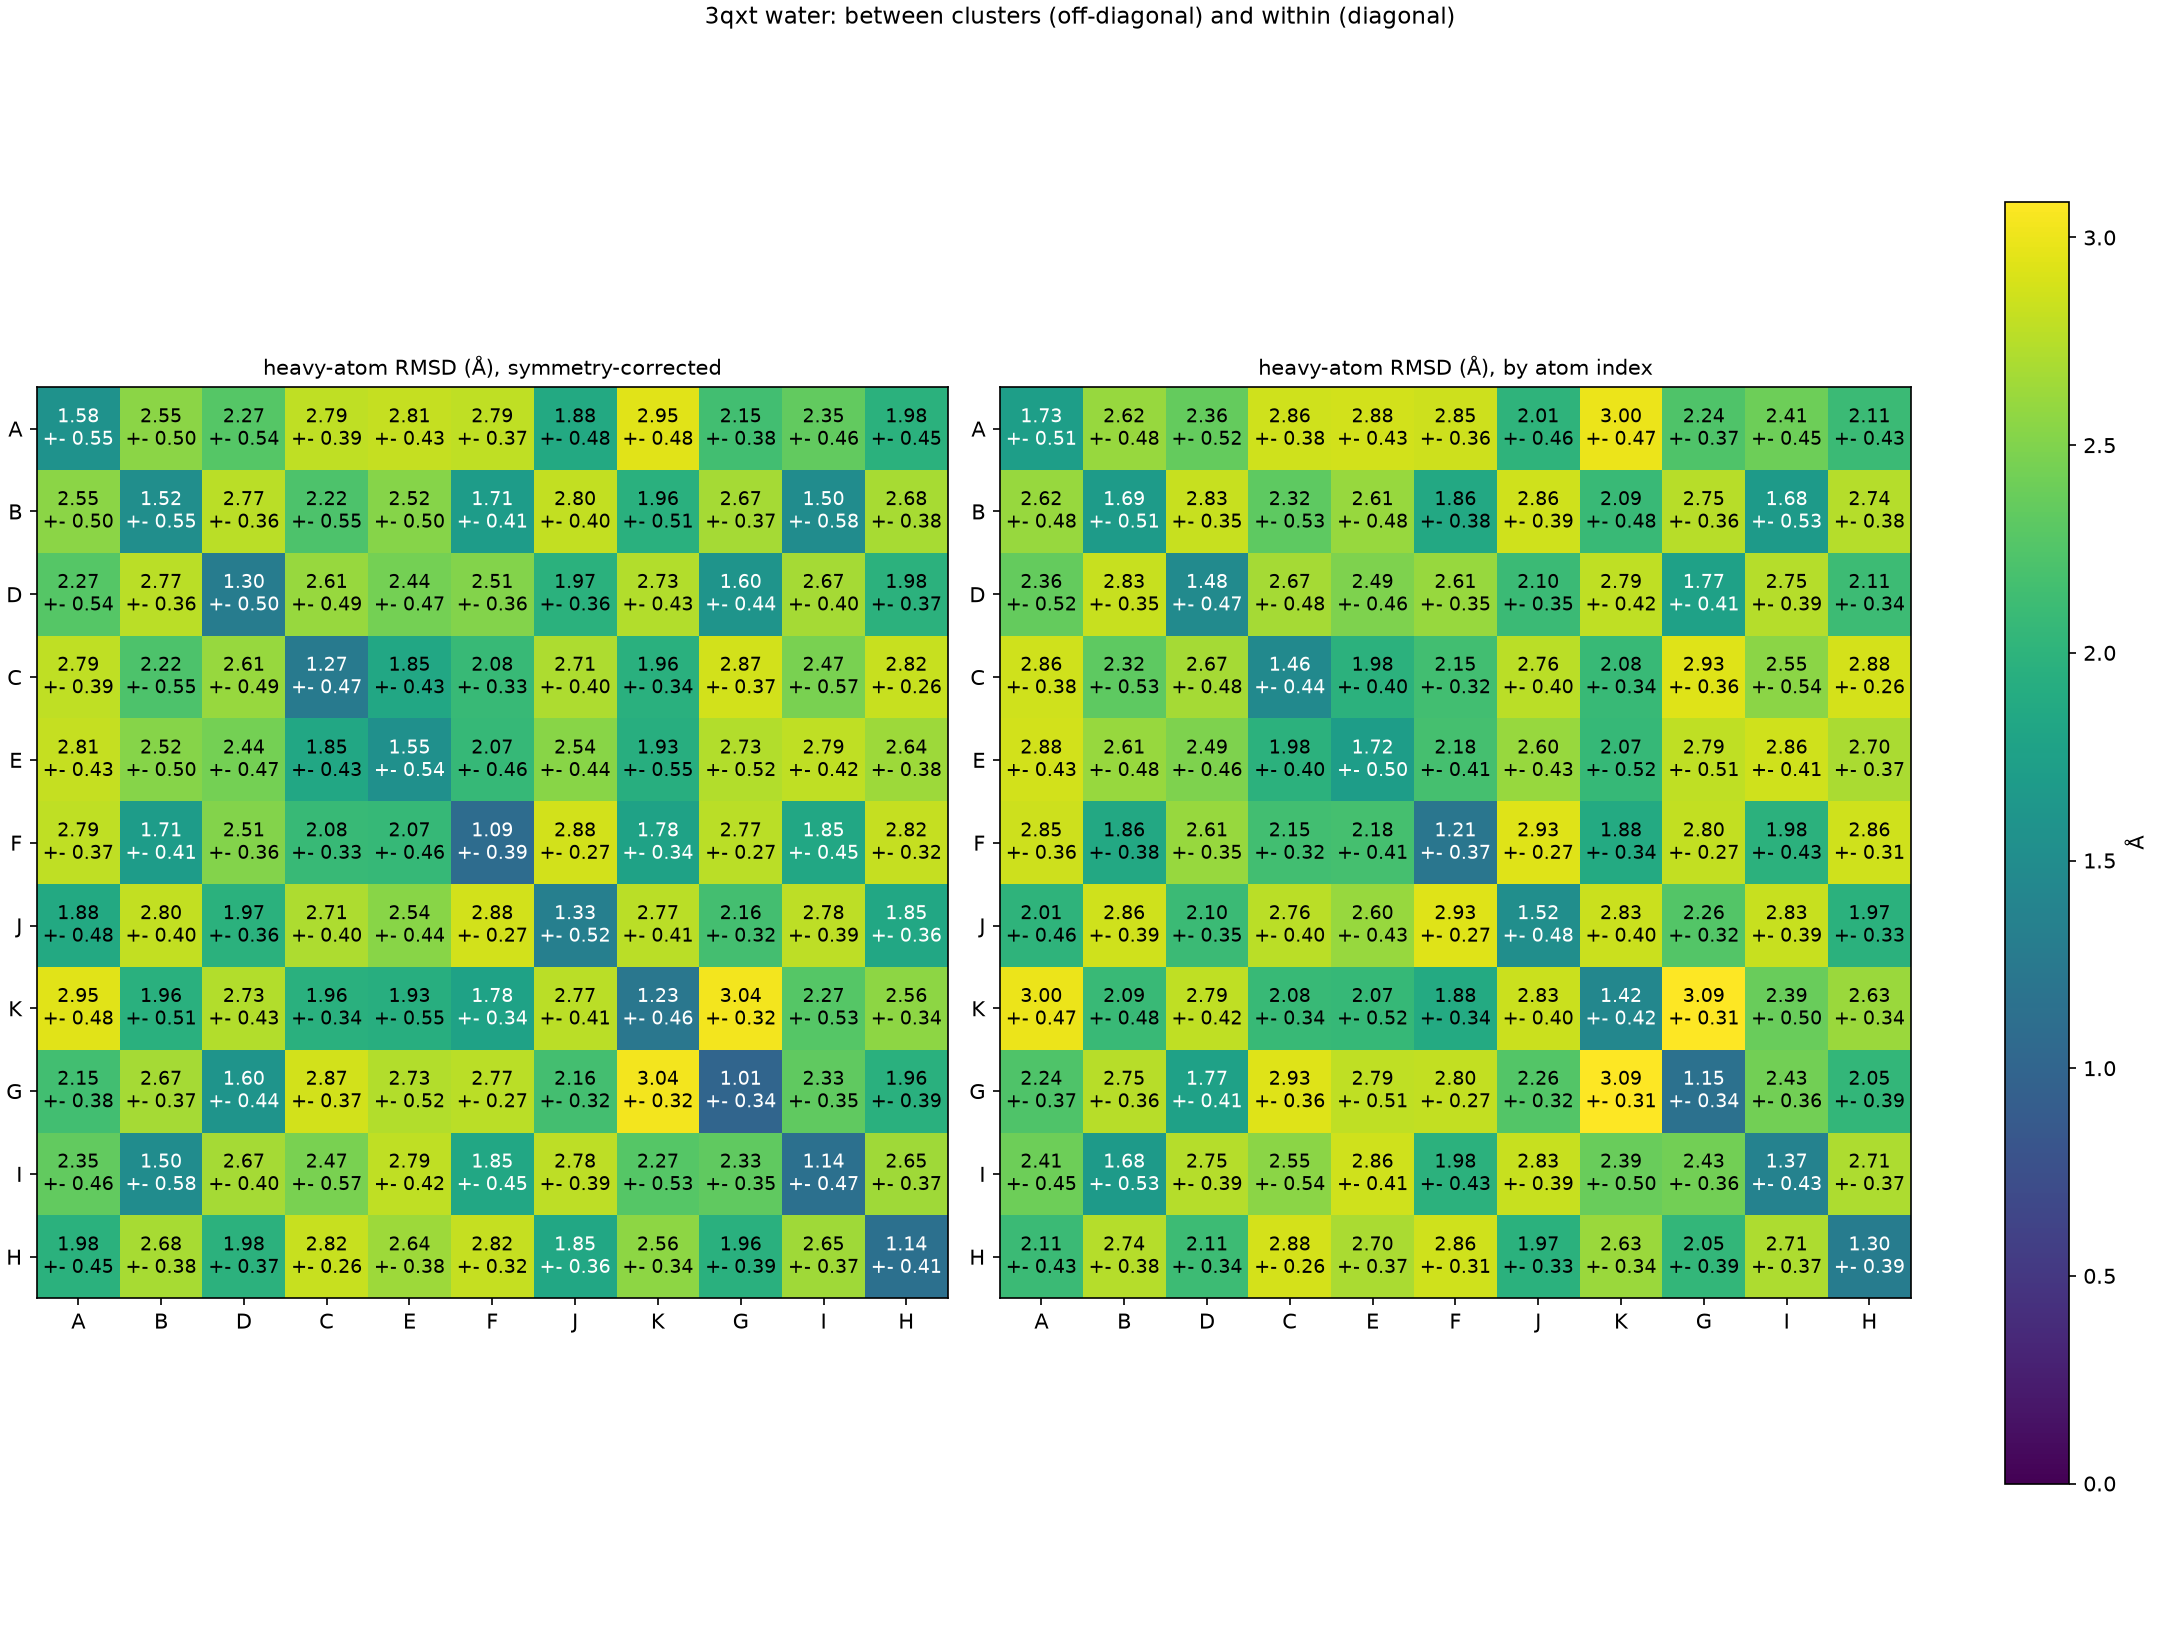 3qxt water: between clusters (off-diagonal) and within (diagonal)
heavy-atom RMSD (Å), symmetry-corrected
A 1.58 2.55 2.27 2.79 2.81 2.79 1.88 2.95 2.15 2.35 1.98
+- 0.55 +- 0.50 +- 0.54 +- 0.39 +- 0.43 +- 0.37 +- 0.48 +- 0.48 +- 0.38 +- 0.46 +- 0.45
B 2.55 1.52 2.77 2.22 2.52 1.71 2.80 1.96 2.67 1.50 2.68
+- 0.50 +- 0.55 +- 0.36 +- 0.55 +- 0.50 +- 0.41 +- 0.40 +- 0.51 +- 0.37 +- 0.58 +- 0.38
D 2.27 2.77 1.30 2.61 2.44 2.51 1.97 2.73 1.60 2.67 1.98
+- 0.54 +- 0.36 +- 0.50 +- 0.49 +- 0.47 +- 0.36 +- 0.36 +- 0.43 +- 0.44 +- 0.40 +- 0.37
C 2.79 2.22 2.61 1.27 1.85 2.08 2.71 1.96 2.87 2.47 2.82
+- 0.39 +- 0.55 +- 0.49 +- 0.47 +- 0.43 +- 0.33 +- 0.40 +- 0.34 +- 0.37 +- 0.57 +- 0.26
E 2.81 2.52 2.44 1.85 1.55 2.07 2.54 1.93 2.73 2.79 2.64
+- 0.43 +- 0.50 +- 0.47 +- 0.43 +- 0.54 +- 0.46 +- 0.44 +- 0.55 +- 0.52 +- 0.42 +- 0.38
F 2.79 1.71 2.51 2.08 2.07 1.09 2.88 1.78 2.77 1.85 2.82
+- 0.37 +- 0.41 +- 0.36 +- 0.33 +- 0.46 +- 0.39 +- 0.27 +- 0.34 +- 0.27 +- 0.45 +- 0.32
J 1.88 2.80 1.97 2.71 2.54 2.88 1.33 2.77 2.16 2.78 1.85
+- 0.48 +- 0.40 +- 0.36 +- 0.40 +- 0.44 +- 0.27 +- 0.52 +- 0.41 +- 0.32 +- 0.39 +- 0.36
K 2.95 1.96 2.73 1.96 1.93 1.78 2.77 1.23 3.04 2.27 2.56
+- 0.48 +- 0.51 +- 0.43 +- 0.34 +- 0.55 +- 0.34 +- 0.41 +- 0.46 +- 0.32 +- 0.53 +- 0.34
G 2.15 2.67 1.60 2.87 2.73 2.77 2.16 3.04 1.01 2.33 1.96
+- 0.38 +- 0.37 +- 0.44 +- 0.37 +- 0.52 +- 0.27 +- 0.32 +- 0.32 +- 0.34 +- 0.35 +- 0.39
I 2.35 1.50 2.67 2.47 2.79 1.85 2.78 2.27 2.33 1.14 2.65
+- 0.46 +- 0.58 +- 0.40 +- 0.57 +- 0.42 +- 0.45 +- 0.39 +- 0.53 +- 0.35 +- 0.47 +- 0.37
H 1.98 2.68 1.98 2.82 2.64 2.82 1.85 2.56 1.96 2.65 1.14
+- 0.45 +- 0.38 +- 0.37 +- 0.26 +- 0.38 +- 0.32 +- 0.36 +- 0.34 +- 0.39 +- 0.37 +- 0.41
A B D C E F J K G I H
heavy-atom RMSD (Å), by atom index
A 1.73 2.62 2.36 2.86 2.88 2.85 2.01 3.00 2.24 2.41 2.11
+- 0.51 +- 0.48 +- 0.52 +- 0.38 +- 0.43 +- 0.36 +- 0.46 +- 0.47 +- 0.37 +- 0.45 +- 0.43
B 2.62 1.69 2.83 2.32 2.61 1.86 2.86 2.09 2.75 1.68 2.74
+- 0.48 +- 0.51 +- 0.35 +- 0.53 +- 0.48 +- 0.38 +- 0.39 +- 0.48 +- 0.36 +- 0.53 +- 0.38
D 2.36 2.83 1.48 2.67 2.49 2.61 2.10 2.79 1.77 2.75 2.11
+- 0.52 +- 0.35 +- 0.47 +- 0.48 +- 0.46 +- 0.35 +- 0.35 +- 0.42 +- 0.41 +- 0.39 +- 0.34
C 2.86 2.32 2.67 1.46 1.98 2.15 2.76 2.08 2.93 2.55 2.88
+- 0.38 +- 0.53 +- 0.48 +- 0.44 +- 0.40 +- 0.32 +- 0.40 +- 0.34 +- 0.36 +- 0.54 +- 0.26
E 2.88 2.61 2.49 1.98 1.72 2.18 2.60 2.07 2.79 2.86 2.70
+- 0.43 +- 0.48 +- 0.46 +- 0.40 +- 0.50 +- 0.41 +- 0.43 +- 0.52 +- 0.51 +- 0.41 +- 0.37
F 2.85 1.86 2.61 2.15 2.18 1.21 2.93 1.88 2.80 1.98 2.86
+- 0.36 +- 0.38 +- 0.35 +- 0.32 +- 0.41 +- 0.37 +- 0.27 +- 0.34 +- 0.27 +- 0.43 +- 0.31
J 2.01 2.86 2.10 2.76 2.60 2.93 1.52 2.83 2.26 2.83 1.97
+- 0.46 +- 0.39 +- 0.35 +- 0.40 +- 0.43 +- 0.27 +- 0.48 +- 0.40 +- 0.32 +- 0.39 +- 0.33
K 3.00 2.09 2.79 2.08 2.07 1.88 2.83 1.42 3.09 2.39 2.63
+- 0.47 +- 0.48 +- 0.42 +- 0.34 +- 0.52 +- 0.34 +- 0.40 +- 0.42 +- 0.31 +- 0.50 +- 0.34
G 2.24 2.75 1.77 2.93 2.79 2.80 2.26 3.09 1.15 2.43 2.05
+- 0.37 +- 0.36 +- 0.41 +- 0.36 +- 0.51 +- 0.27 +- 0.32 +- 0.31 +- 0.34 +- 0.36 +- 0.39
I 2.41 1.68 2.75 2.55 2.86 1.98 2.83 2.39 2.43 1.37 2.71
+- 0.45 +- 0.53 +- 0.39 +- 0.54 +- 0.41 +- 0.43 +- 0.39 +- 0.50 +- 0.36 +- 0.43 +- 0.37
H 2.11 2.74 2.11 2.88 2.70 2.86 1.97 2.63 2.05 2.71 1.30
+- 0.43 +- 0.38 +- 0.34 +- 0.26 +- 0.37 +- 0.31 +- 0.33 +- 0.34 +- 0.39 +- 0.37 +- 0.39
A B D C E F J K G I H
3.0
2.5
2.0
1.5
1.0
0.5
0.0
Å